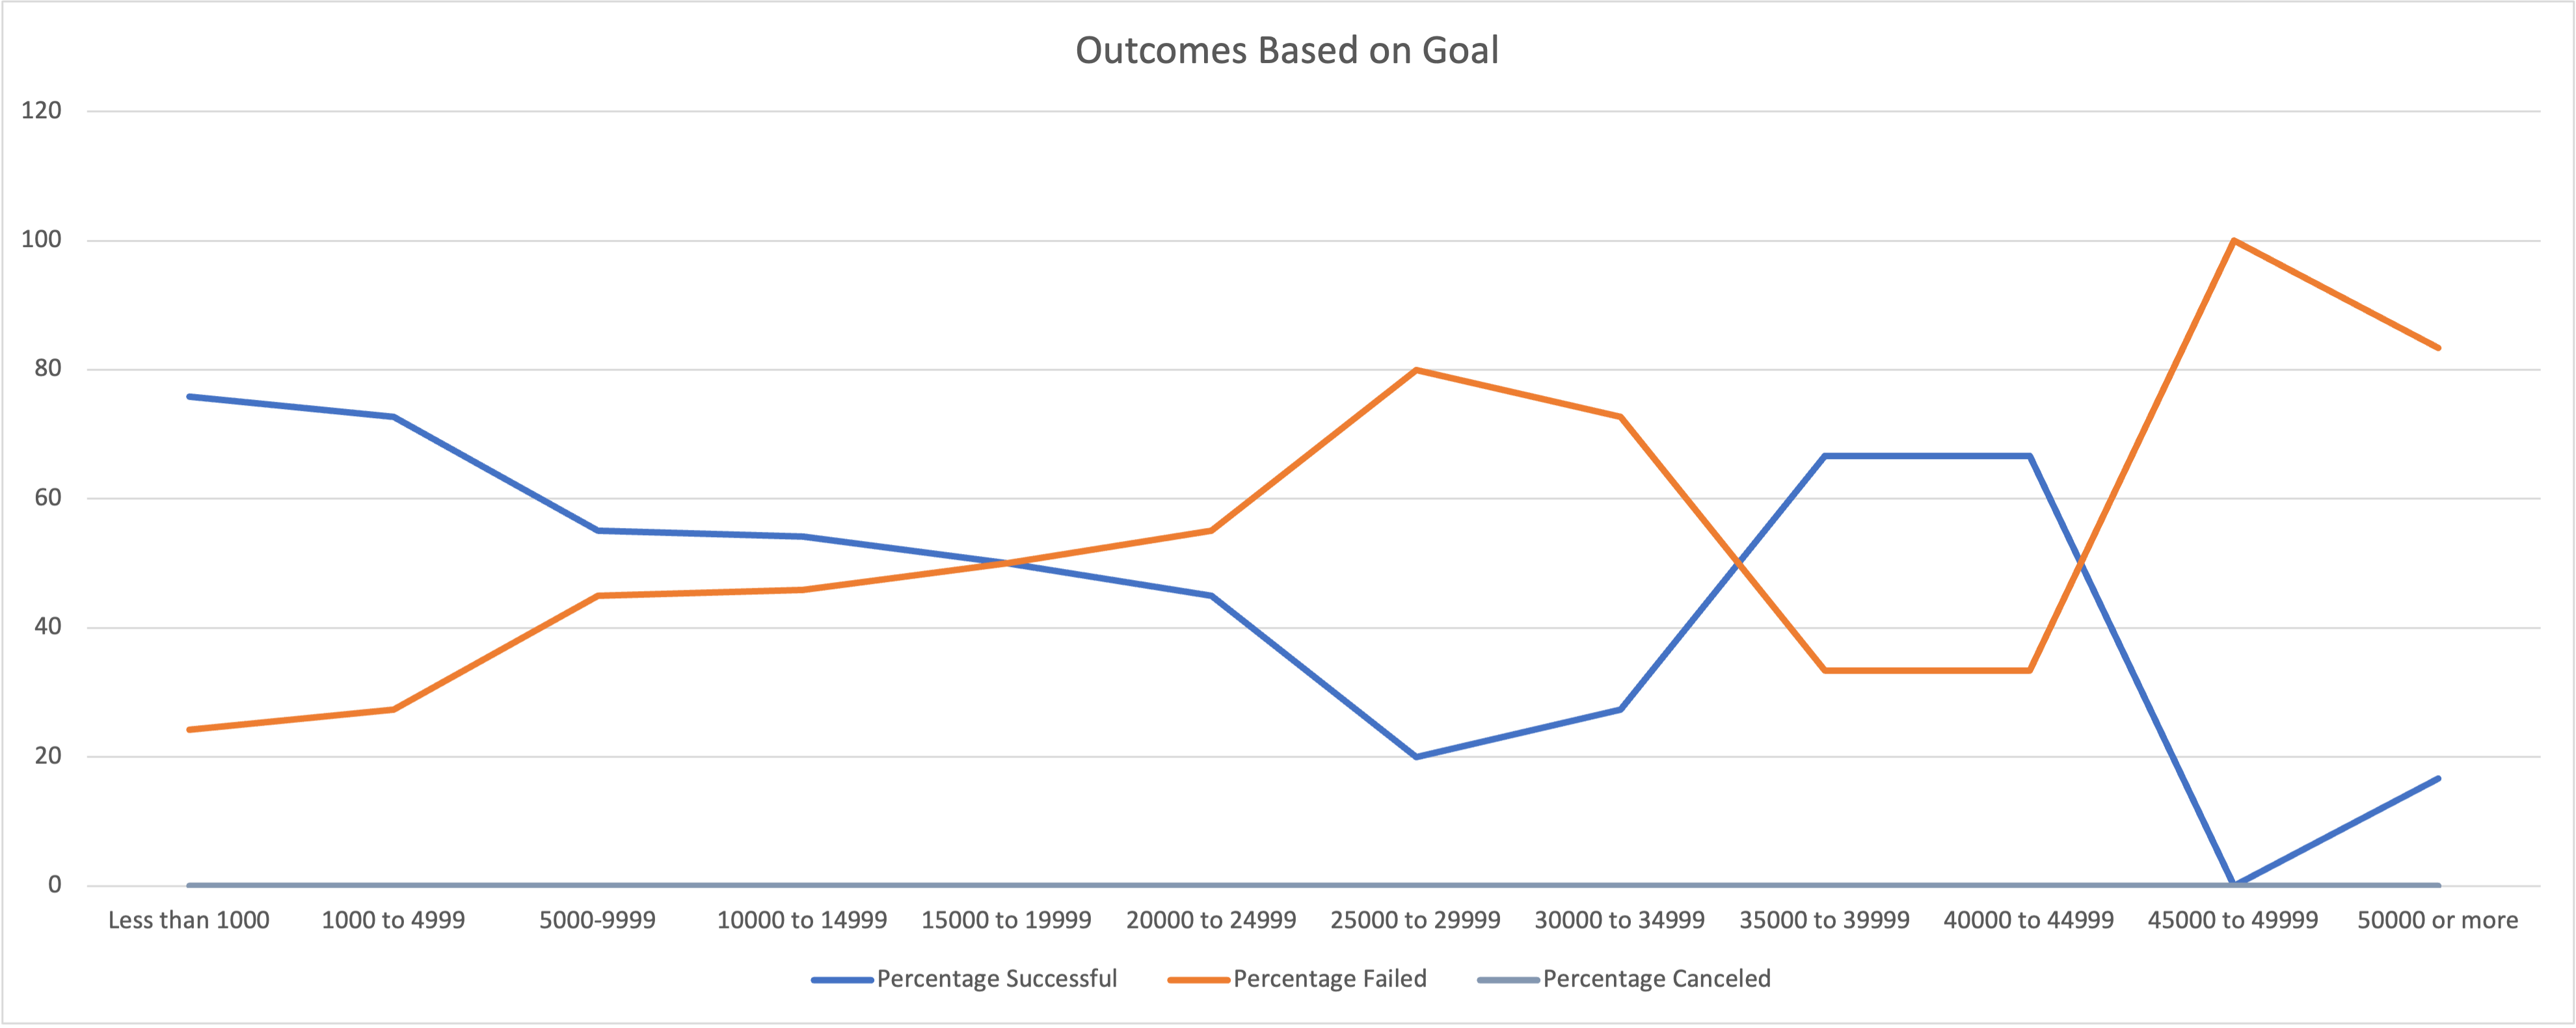 Outcomes Based on Goal
120
100
80
60
40
20
0
Less than 1000 1000 to 4999 5000-9999 10000 to 14999 15000 to 19999 20000 to 24999 25000 to 29999 30000 to 34999 35000 to 39999 40000 to 44999 45000 to 49999 50000 or more
Percentage Successful Percentage Failed Percentage Canceled